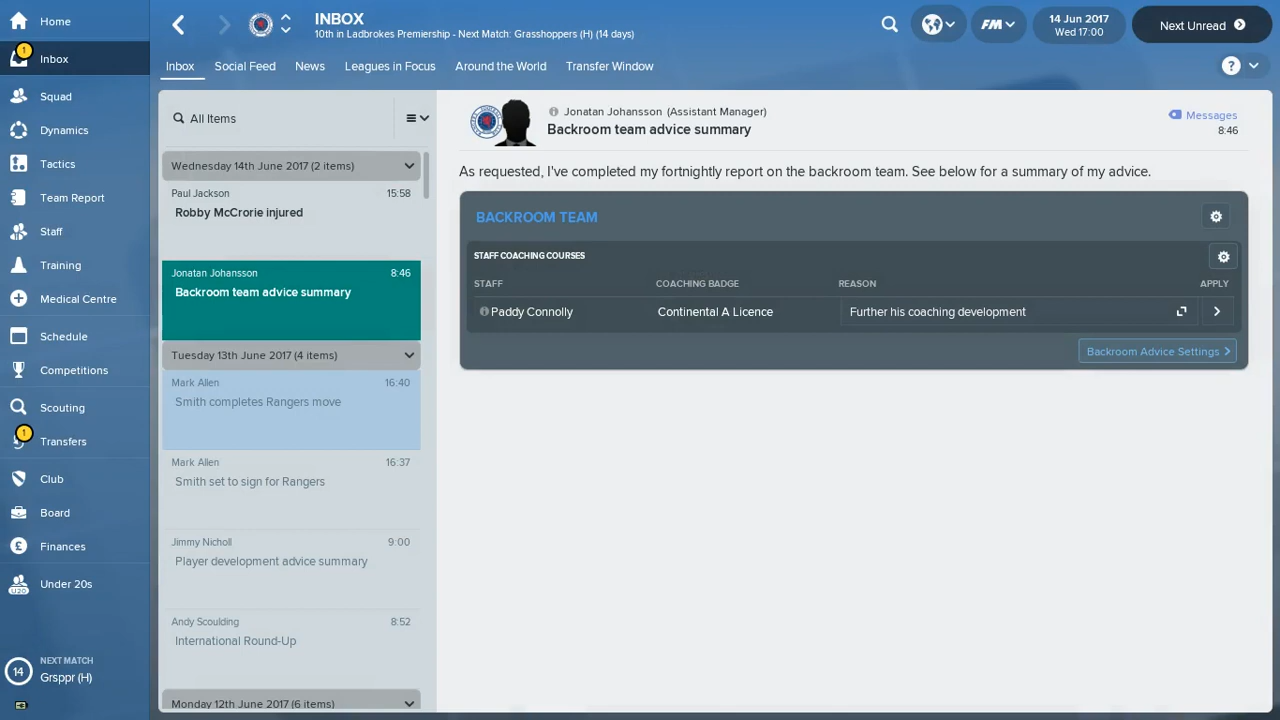 Home
1
Inbox
Squad
Dynamics
Tactics
Team Report
Staff
Training
Medical Centre
Schedule
Competitions
Scouting
1
Transfers
Club
Board
Finances
U20
Under 20s
14
NEXT MATCH
Grsppr (H)
INBOX
10th in Ladbrokes Premiership - Next Match: Grasshoppers (H) (14 days)
FM
14 Jun 2017
Wed 17:00
Next Unread
Inbox
Social Feed
News
Leagues in Focus
Around the World
Transfer Window
?
All Items
Wednesday 14th June 2017 (2 items)
Paul Jackson 15:58
Robby McCrorie injured
Jonatan Johansson 8:46
Backroom team advice summary
Tuesday 13th June 2017 (4 items)
Mark Allen 16:40
Smith completes Rangers move
Mark Allen 16:37
Smith set to sign for Rangers
Jimmy Nicholl 9:00
Player development advice summary
Andy Scoulding 8:52
International Round-Up
Monday 12th June 2017 (6 items)
Jonatan Johansson (Assistant Manager)
Backroom team advice summary
Messages
8:46
As requested, I've completed my fortnightly report on the backroom team. See below for a summary of my advice.
BACKROOM TEAM
STAFF COACHING COURSES
STAFF COACHING BADGE REASON APPLY
Paddy Connolly Continental A Licence Further his coaching development
Backroom Advice Settings